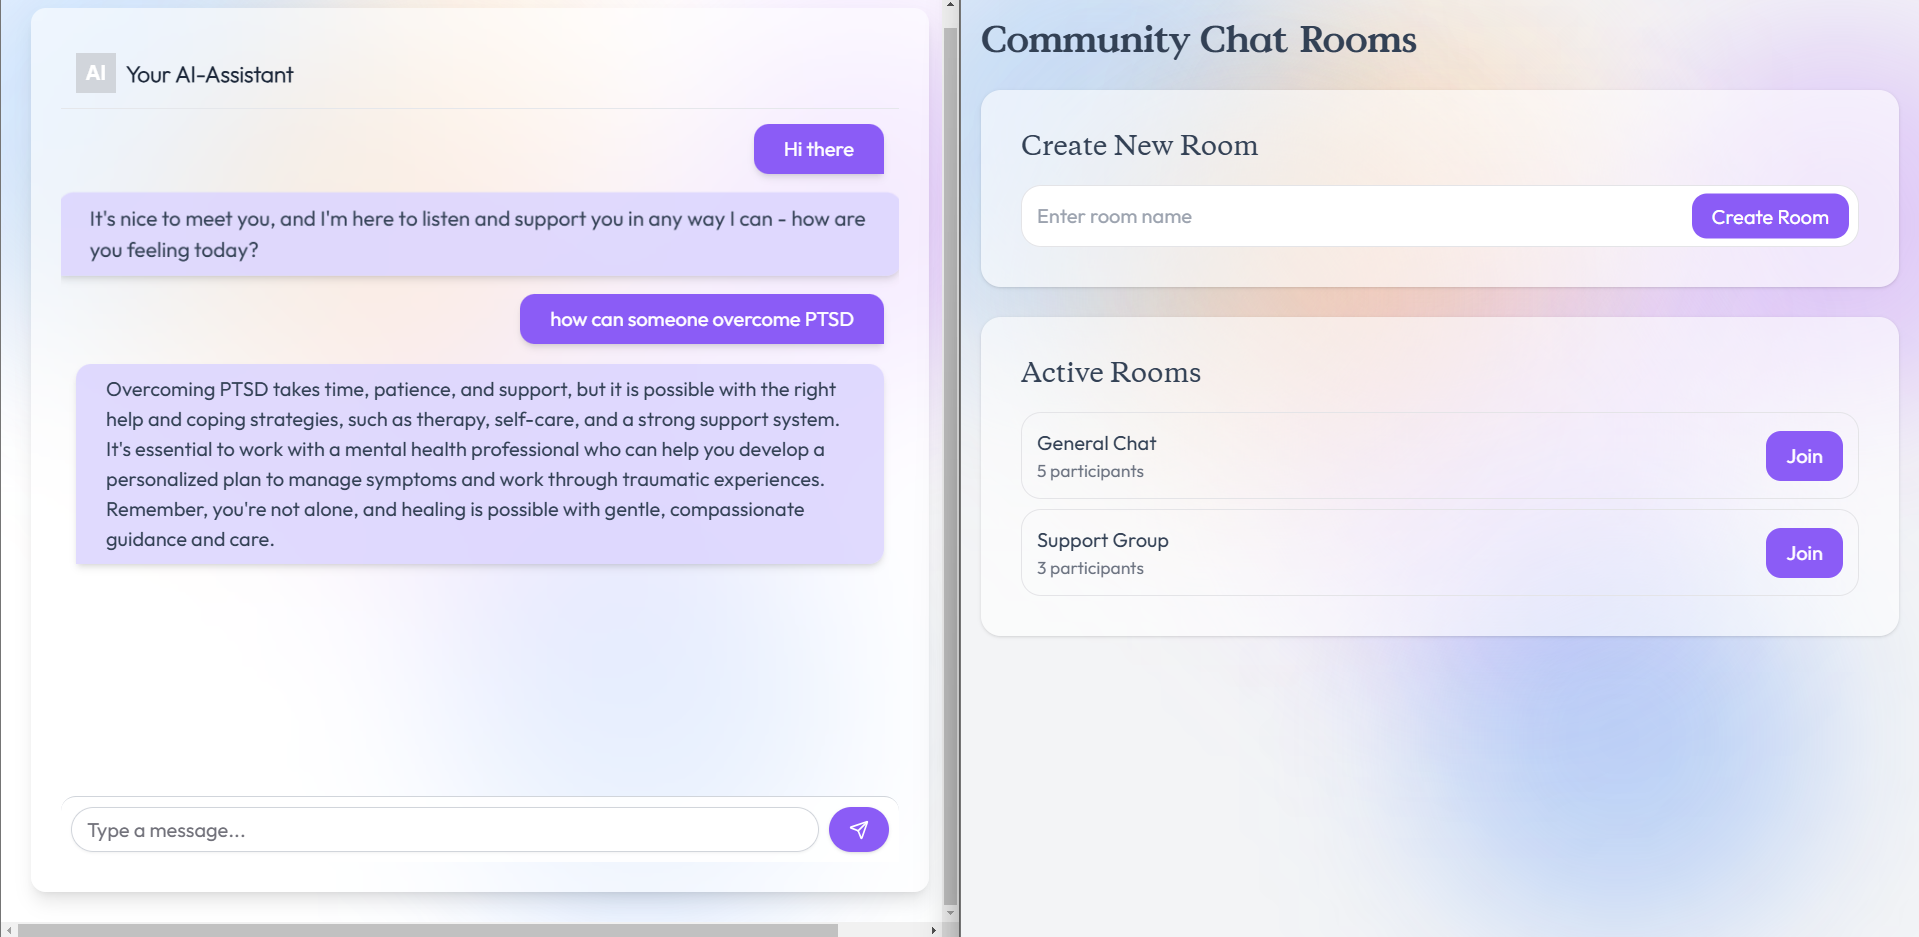 AI Your AI-Assistant
Hi there
It's nice to meet you, and I'm here to listen and support you in any way I can - how are
you feeling today?
how can someone overcome PTSD
Overcoming PTSD takes time, patience, and support, but it is possible with the right
help and coping strategies, such as therapy, self-care, and a strong support system.
It's essential to work with a mental health professional who can help you develop a
personalized plan to manage symptoms and work through traumatic experiences.
Remember, you're not alone, and healing is possible with gentle, compassionate
guidance and care.
Type a message...
Community Chat Rooms
Create New Room
Enter room name
Create Room
Active Rooms
General Chat
5 participants
Join
Support Group
3 participants
Join